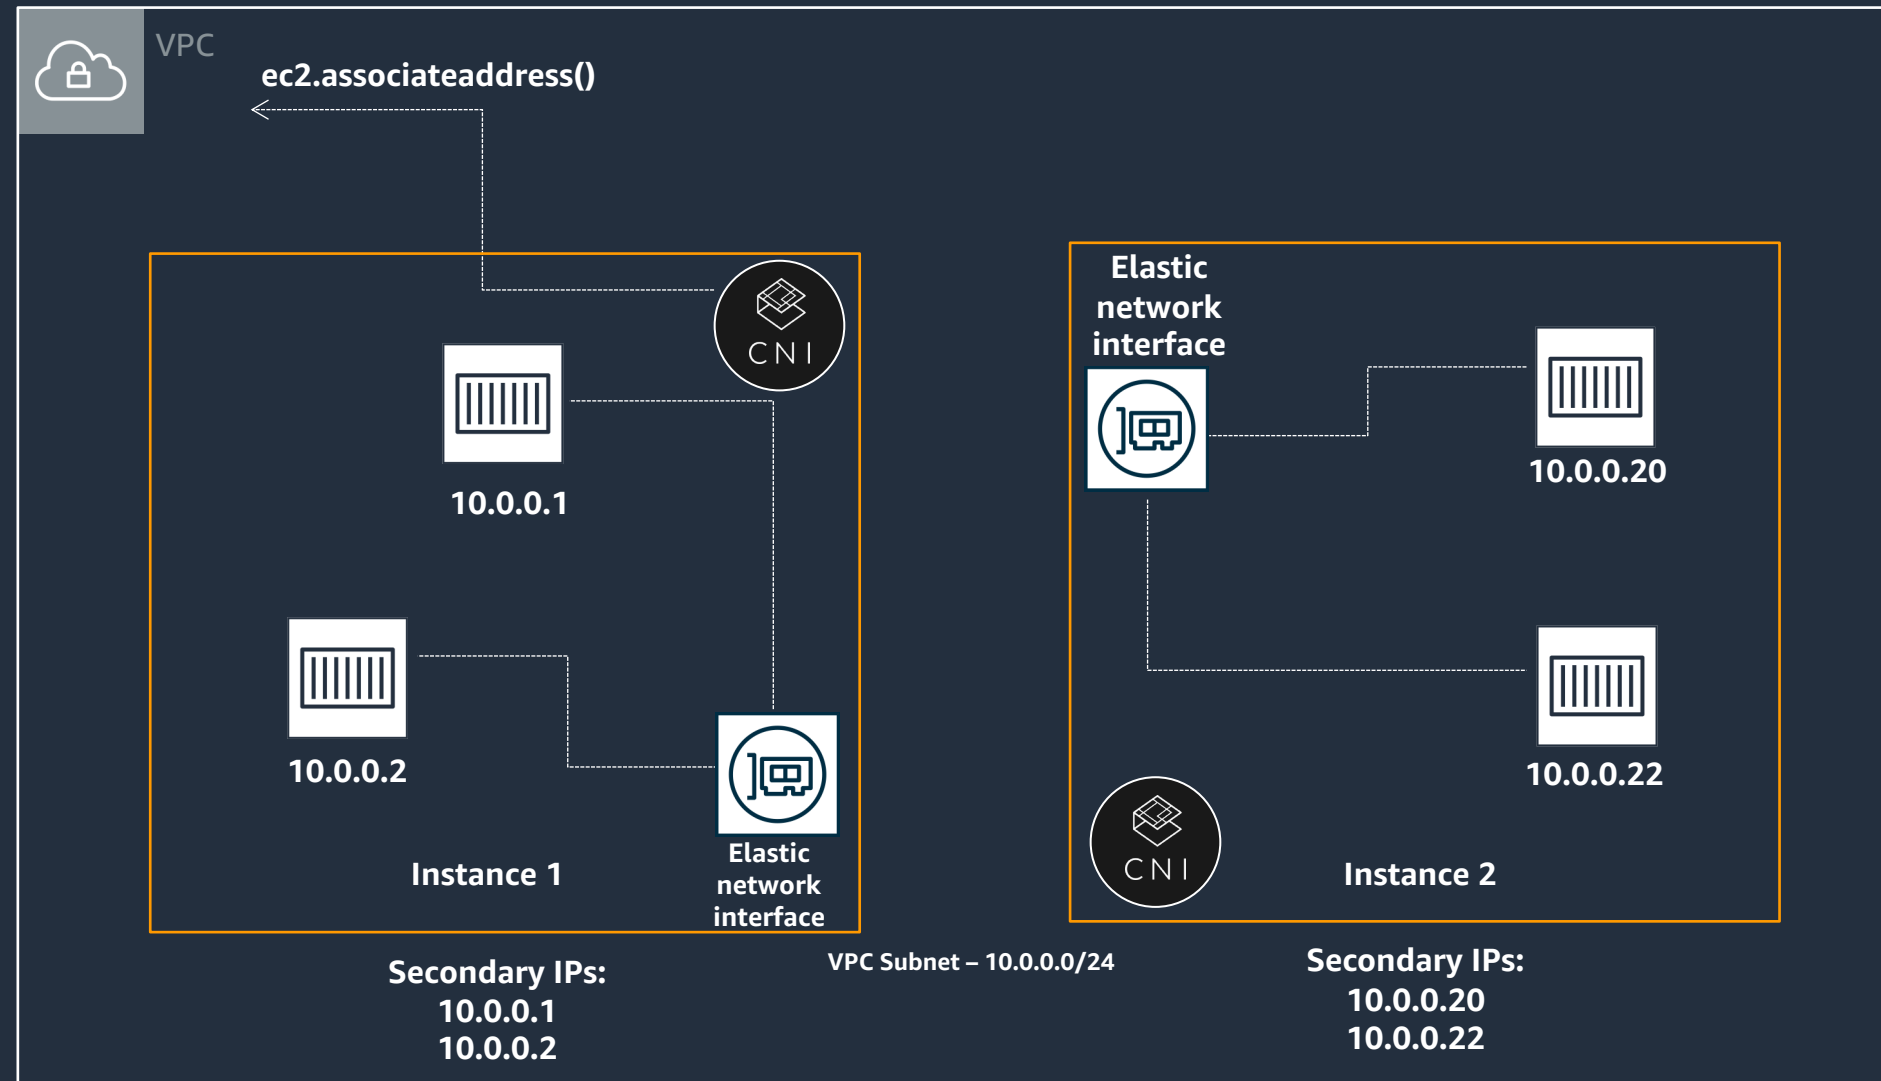 VPC
ec2.associateaddress()
CNI
10.0.0.1
10.0.0.2
Elastic
network
interface
Instance 1
Secondary IPs:
10.0.0.1
10.0.0.2
VPC Subnet – 10.0.0.0/24
Elastic
network
interface
10.0.0.20
10.0.0.22
CNI
Instance 2
Secondary IPs:
10.0.0.20
10.0.0.22